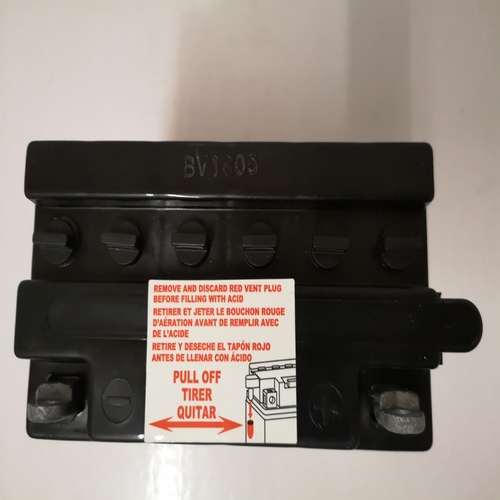 BV1605
REMOVE AND DISCARD RED VENT PLUG
BEFORE FILLING WITH ACID
RETIRER ET JETER LE BOUCHON ROUGE
D'AÉRATION AVANT DE REMPLIR AVEC
DE L'ACIDE
RETIRE Y DESECHE EL TAPÓN ROJO
ANTES DE LLENAR CON ÁCIDO
PULL OFF
TIRER
QUITAR